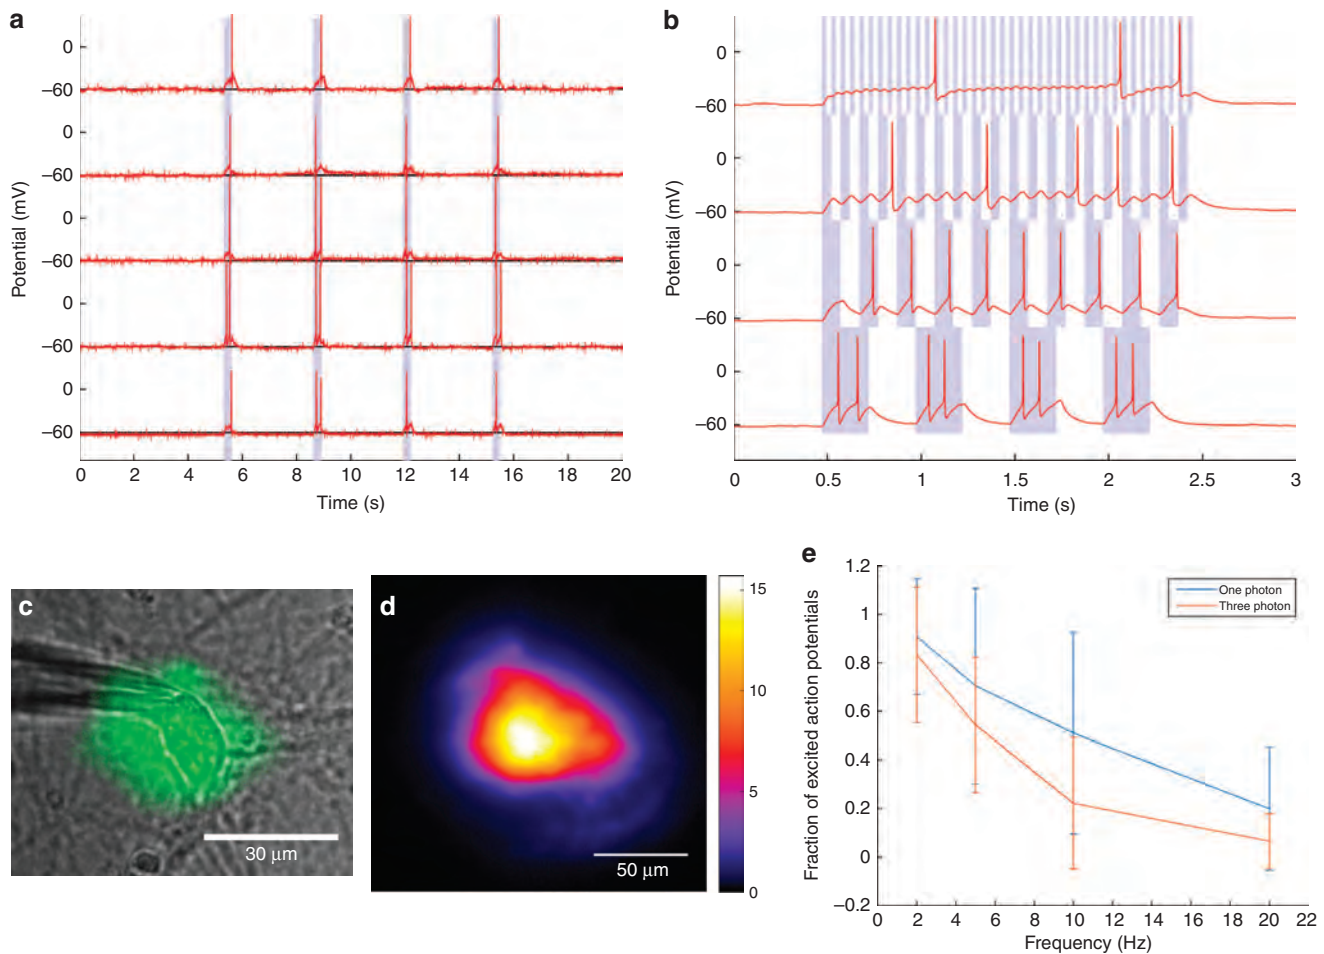 a
0
−60
0
−60
0
−60
0
−60
0
−60
Potential (mV)
0 2 4 6 8 10 12 14 16 18 20
Time (s)
b
0
−60
0
−60
0
−60
0
−60
Potential (mV)
0 0.5 1 1.5 2 2.5 3
Time (s)
c
30 μm
d
50 μm
15
10
5
0
e
1.2
1
0.8
0.6
0.4
0.2
0
−0.2
Fraction of excited action potentials
One photon
Three photon
0 2 4 6 8 10 12 14 16 18 20 22
Frequency (Hz)